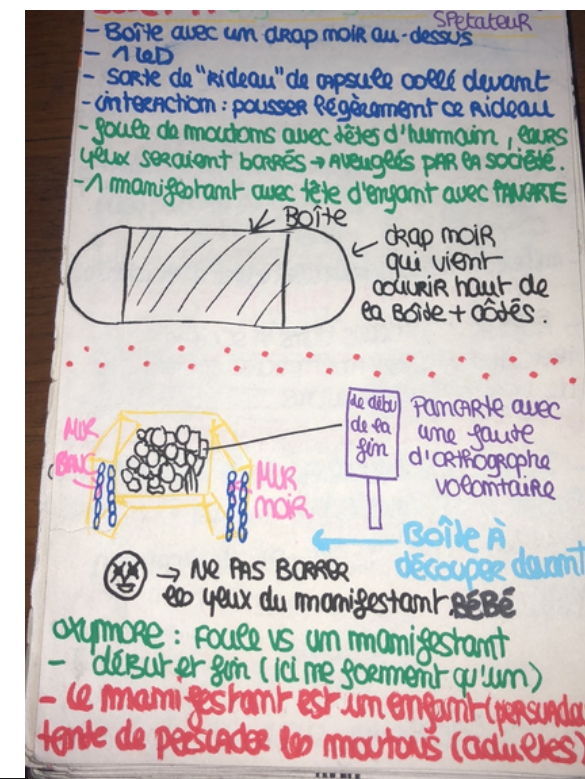 SPEtatEUR
- Boîte avec un drap noir au-dessus
- 1 LED
- Sorte de "Rideau" de capsule collé devant
- interaction : pousser légèrement ce rideau
- foule de moutons avec têtes d'humain, leurs
yeux seraient barrés → aveuglés par la société.
- 1 manifestant avec tête d'enfant avec PANCARTE
Boîte
drap noir
qui vient
couvrir haut de
la boîte + côtés.
Le débu
de la
fin
Pancarte avec
une faute
d'orthographe
volontaire
MUR
BANC
MUR
NOIR
Boîte à
découper devant
→ NE PAS BARRER
les yeux du manifestant BÉBÉ
oxymore : foule vs un manifestant
- début et fin (ici ne forment qu'un)
- Le manifestant est un enfant (persuader
tente de persuader les moutons (adultes)